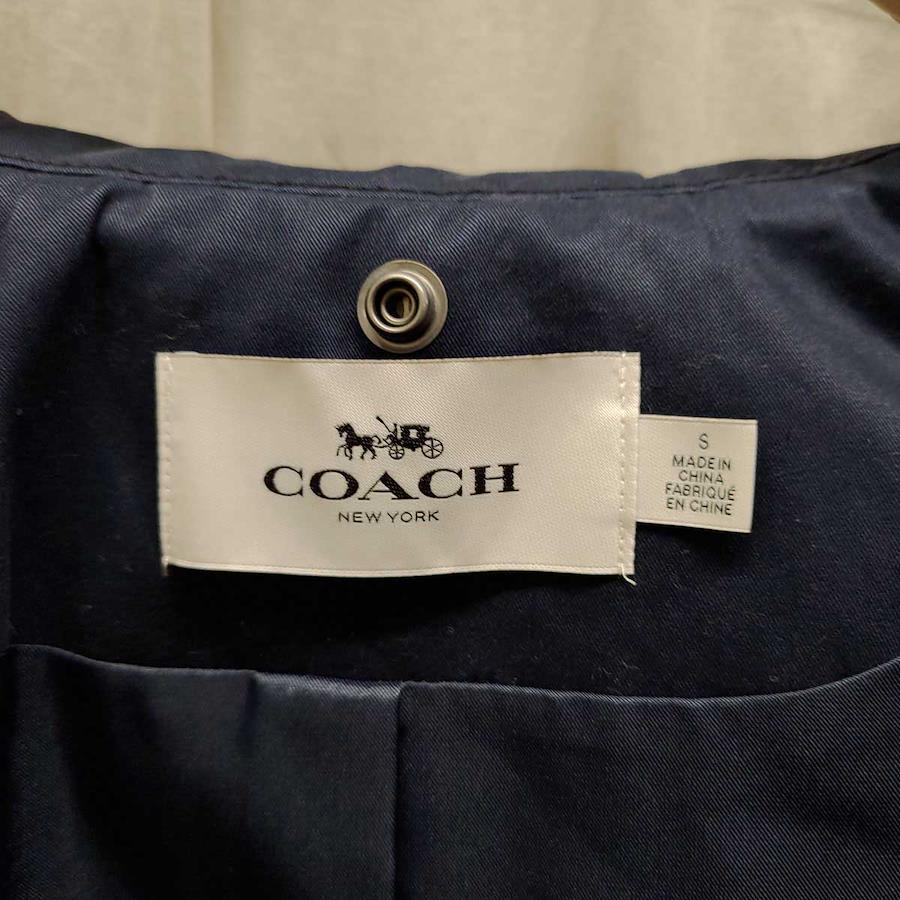 COACH
NEW YORK
S
MADE IN
CHINA
FABRIQUÉ
EN CHINE